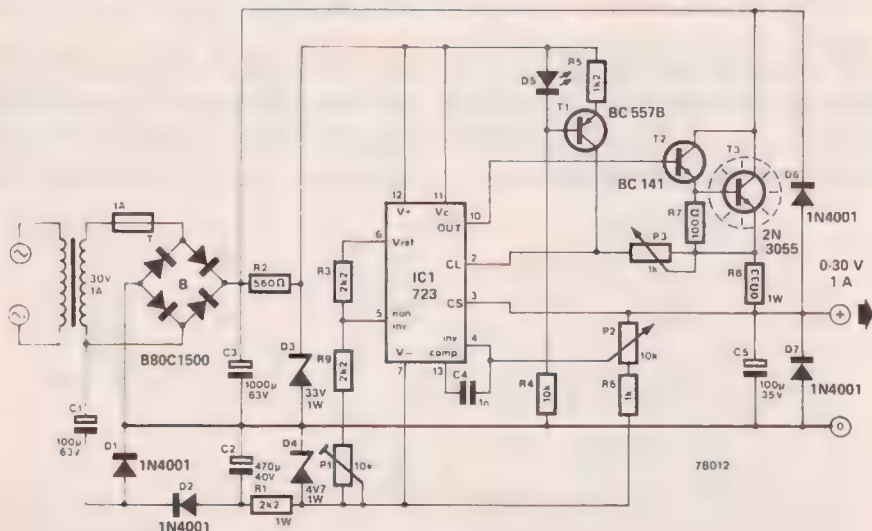 D5
R5
1k2
T1
BC 557B
T2
T3
BC 141
D6
1N4001
R7
100Ω
2N
3055
12
11
V+
Vc
OUT
10
6
Vref
CL
2
P3
1k
1A
T
R3
2k2
IC1
723
CS
3
R8
0Ω33
1W
0-30 V
1 A
+
30V
1A
B
R2
560Ω
5
non
inv
inv
4
P2
10k
B80C1500
V−
comp
7
13
C4
1n
R9
2k2
R4
10k
R6
1k
C3
1000µ
63V
D3
33V
1W
C5
100µ
35V
D7
1N4001
0
C1
100µ
63V
D1
1N4001
C2
470µ
40V
D4
4V7
1W
P1
10k
78012
D2
1N4001
R1
2k2
1W